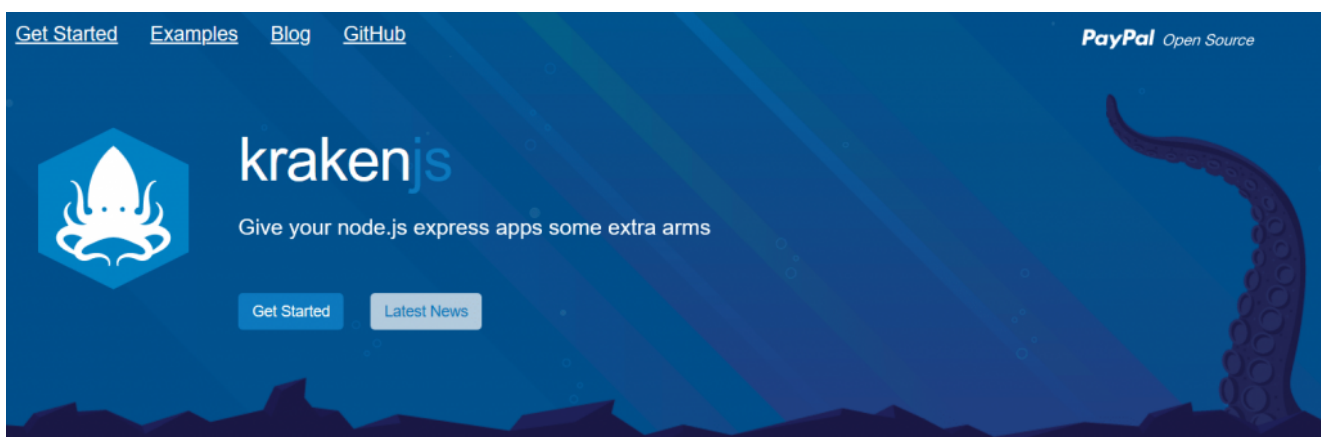 Get Started Examples Blog GitHub PayPal Open Source
krakenjs
Give your node.js express apps some extra arms
Get Started Latest News